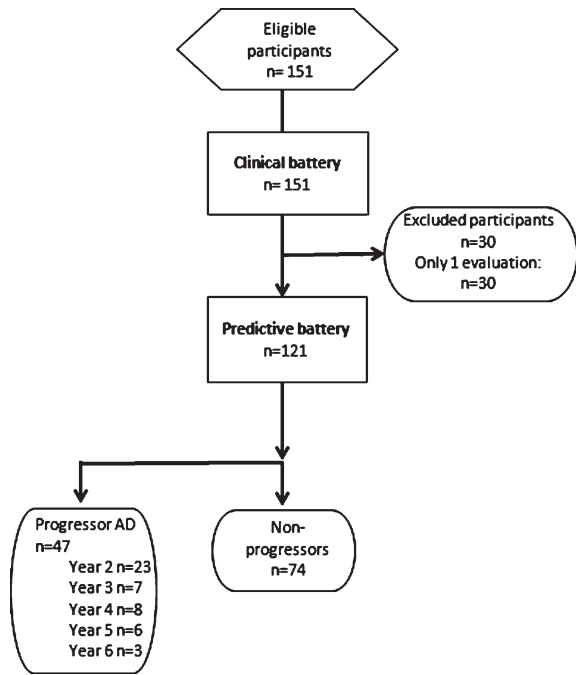 Eligible
participants
n= 151
Clinical battery
n= 151
Excluded participants
n=30
Only 1 evaluation:
n=30
Predictive battery
n=121
Progressor AD
n=47
Year 2 n=23
Year 3 n=7
Year 4 n=8
Year 5 n=6
Year 6 n=3
Non-
progressors
n=74